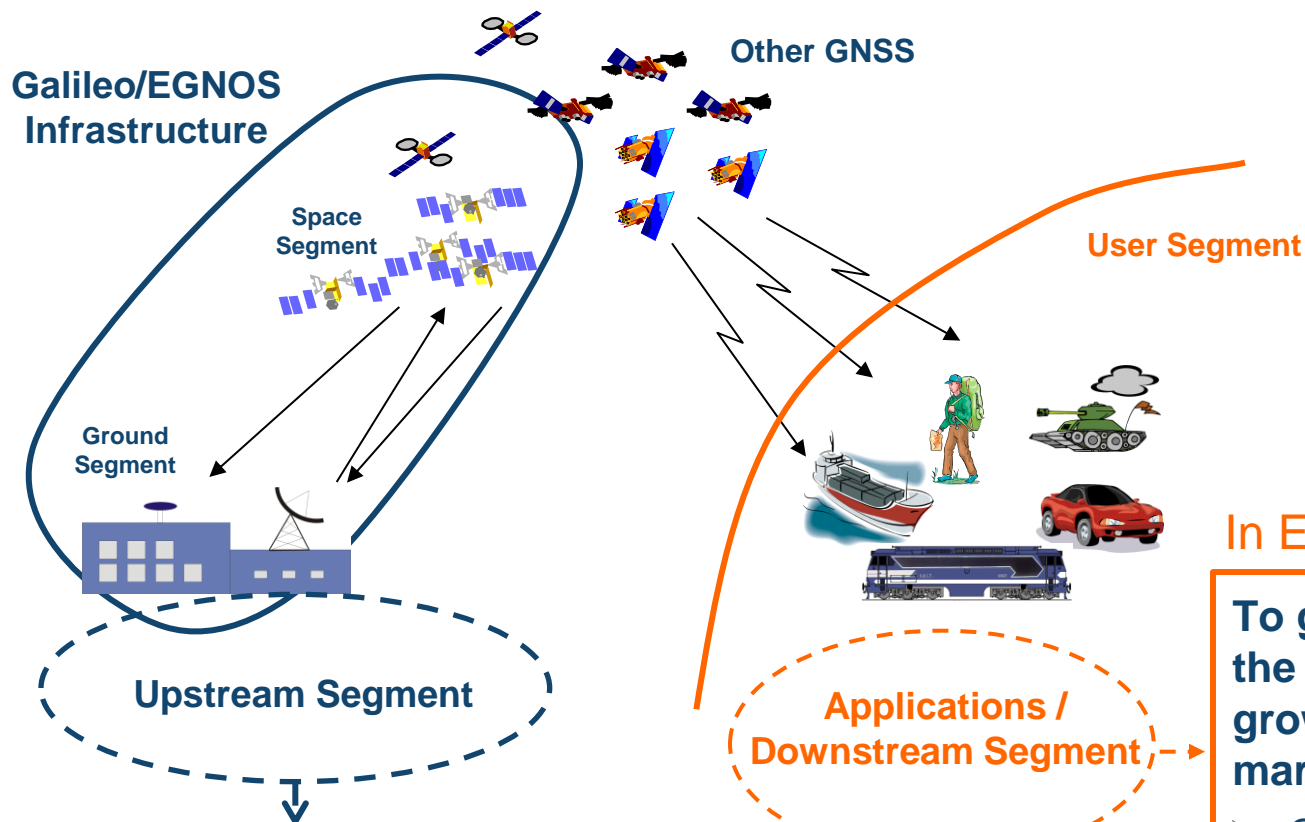 Other GNSS
Galileo/EGNOS
Infrastructure
Space
Segment
User Segment
Ground
Segment
In E
To g
the
grow
mar
Upstream Segment
Applications /
Downstream Segment